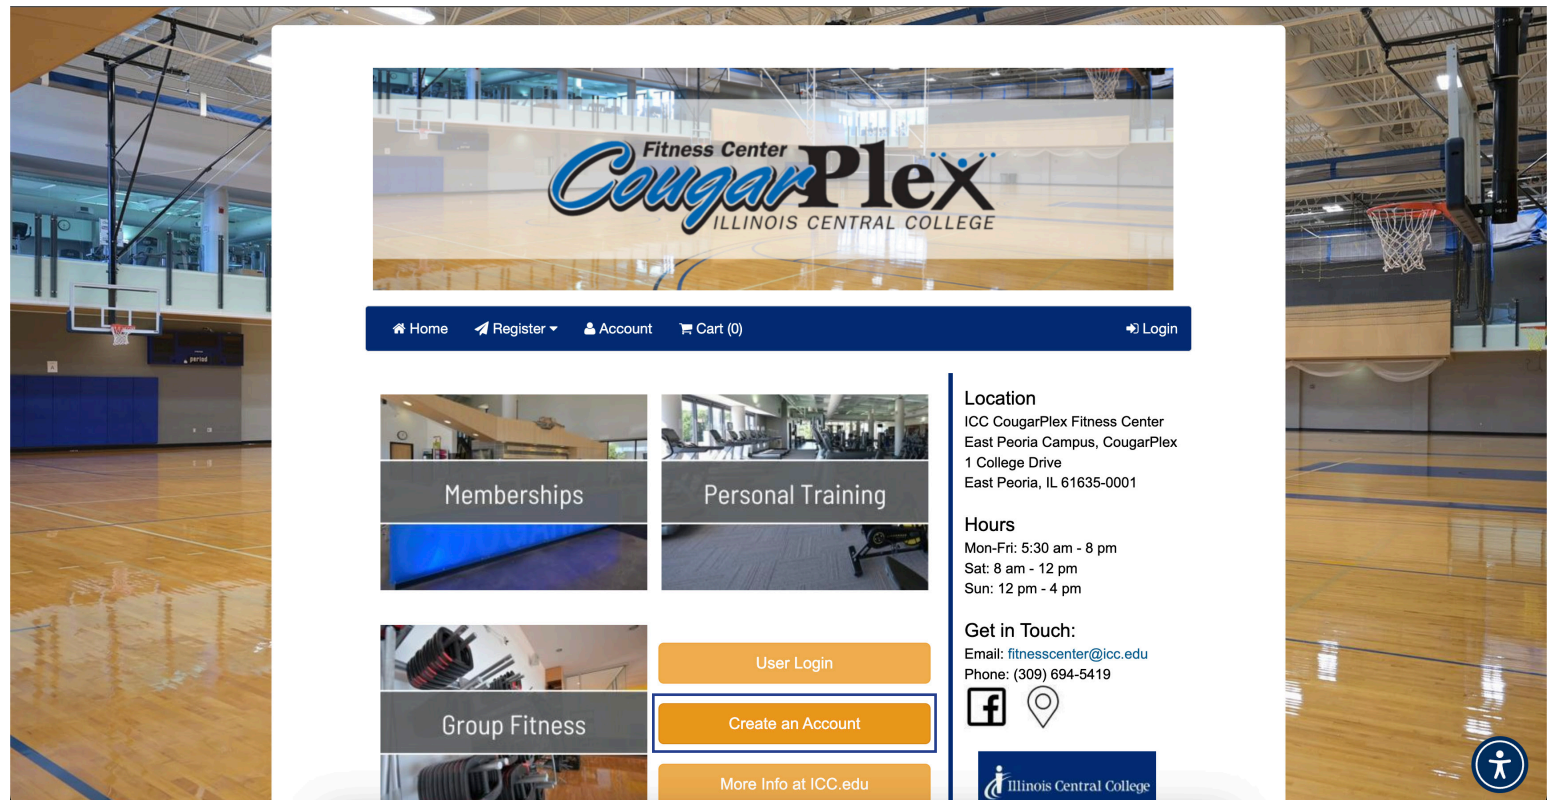 Fitness Center
CougarPlex
ILLINOIS CENTRAL COLLEGE
Home Register Account Cart (0) Login
Memberships
Personal Training
Group Fitness
User Login
Create an Account
More Info at ICC.edu
Location
ICC CougarPlex Fitness Center
East Peoria Campus, CougarPlex
1 College Drive
East Peoria, IL 61635-0001
Hours
Mon-Fri: 5:30 am - 8 pm
Sat: 8 am - 12 pm
Sun: 12 pm - 4 pm
Get in Touch:
Email: fitnesscenter@icc.edu
Phone: (309) 694-5419
Illinois Central College
period